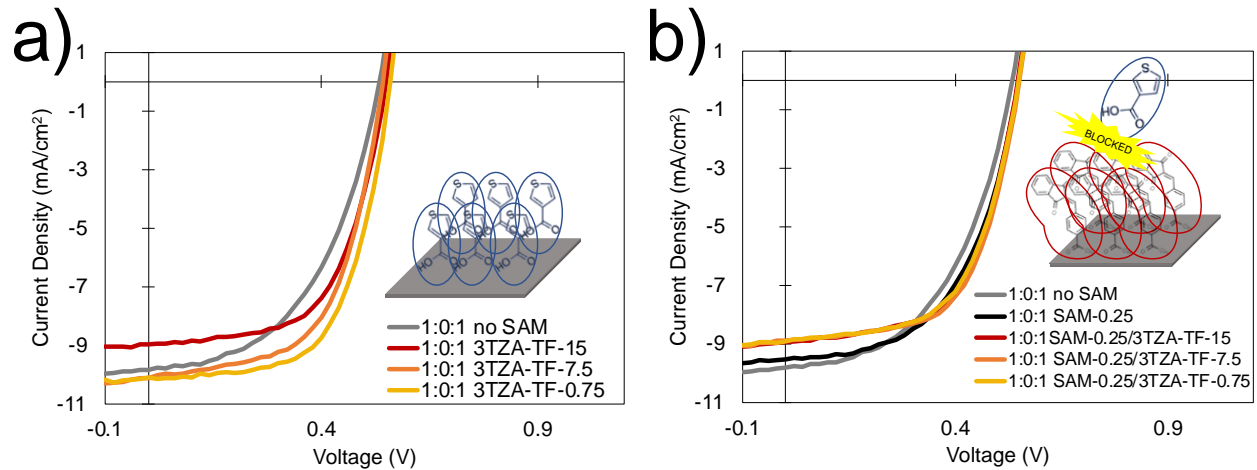 a)
1
-1
-3
-5
-7
-9
-11
-0.1
0.4
0.9
Current Density (mA/cm²)
Voltage (V)
S
S
S
S
S
S
O
HO
HO
HO
O
1:0:1 no SAM
1:0:1 3TZA-TF-15
1:0:1 3TZA-TF-7.5
1:0:1 3TZA-TF-0.75
b)
1
-1
-3
-5
-7
-9
-11
-0.1
0.4
0.9
Current Density (mA/cm²)
Voltage (V)
S
HO
O
BLOCKED
1:0:1 no SAM
1:0:1 SAM-0.25
1:0:1SAM-0.25/3TZA-TF-15
1:0:1 SAM-0.25/3TZA-TF-7.5
1:0:1 SAM-0.25/3TZA-TF-0.75